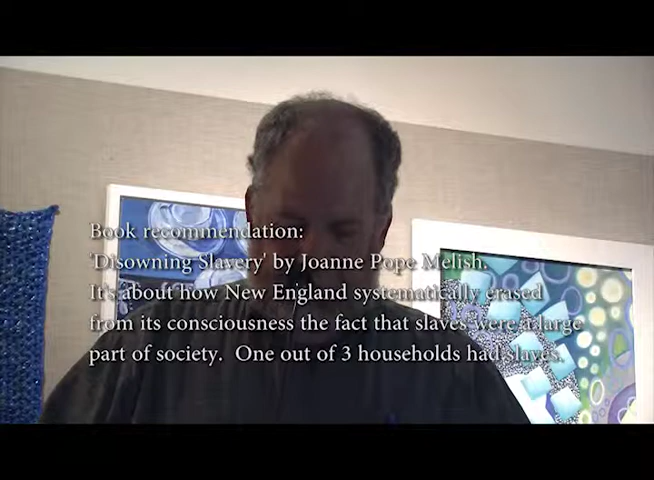 Book recommendation:
'Disowning Slavery' by Joanne Pope Melish.
It's about how New England systematically erased
from its consciousness the fact that slaves were a large
part of society.  One out of 3 households had slaves.